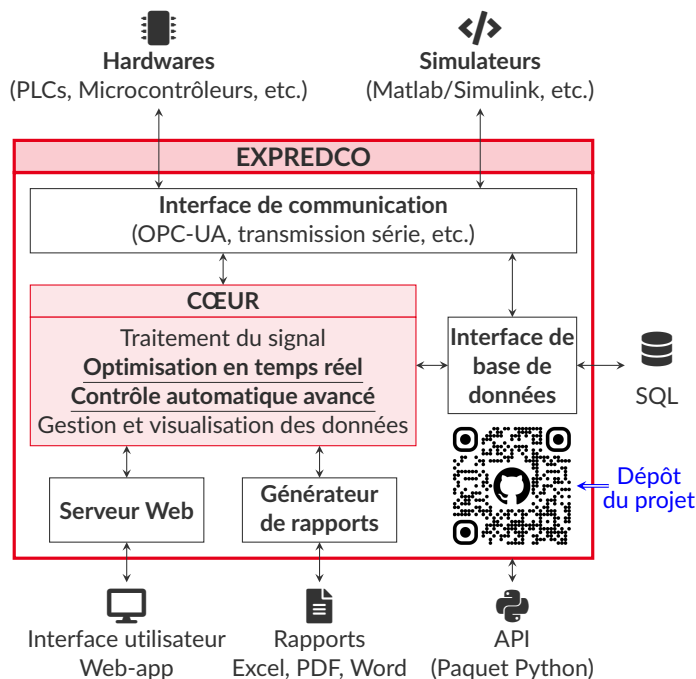 Hardwares
(PLCs, Microcontrôleurs, etc.)
Simulateurs
(Matlab/Simulink, etc.)
EXPREDCO
Interface de communication
(OPC-UA, transmission série, etc.)
CŒUR
Traitement du signal
Optimisation en temps réel
Contrôle automatique avancé
Gestion et visualisation des données
Interface de
base de
données
SQL
Serveur Web
Générateur
de rapports
Dépôt
du projet
Interface utilisateur
Web-app
Rapports
Excel, PDF, Word
API
(Paquet Python)